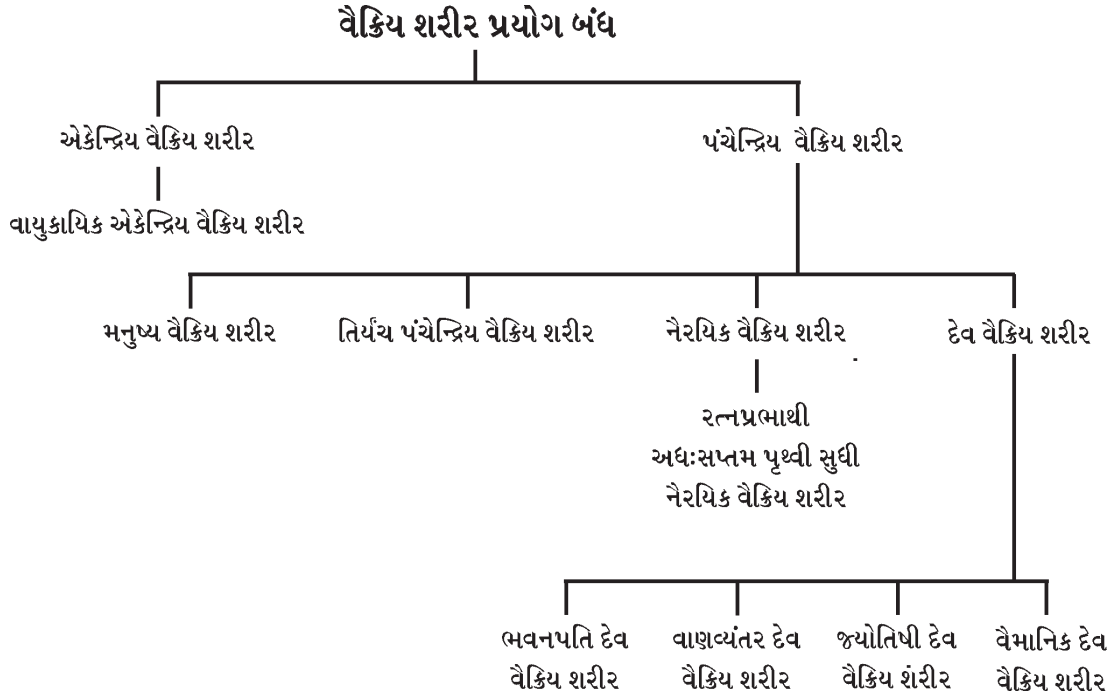 વૈક્રિય શરીર પ્રયોગ બંધ
એકેન્દ્રિય વૈક્રિય શરીર
પંચેન્દ્રિય વૈક્રિય શરીર
વાયુકાયિક એકેન્દ્રિય વૈક્રિય શરીર
મનુષ્ય વૈક્રિય શરીર
તિર્યંચ પંચેન્દ્રિય વૈક્રિય શરીર
નૈરયિક વૈક્રિય શરીર
દેવ વૈક્રિય શરીર
રત્નપ્રભાથી
અધઃસપ્તમ પૃથ્વી સુધી
નૈરયિક વૈક્રિય શરીર
ભવનપતિ દેવ
વૈક્રિય શરીર
વાણવ્યંતર દેવ
વૈક્રિય શરીર
જ્યોતિષી દેવ
વૈક્રિય શંરીર
વૈમાનિક દેવ
વૈક્રિય શરીર